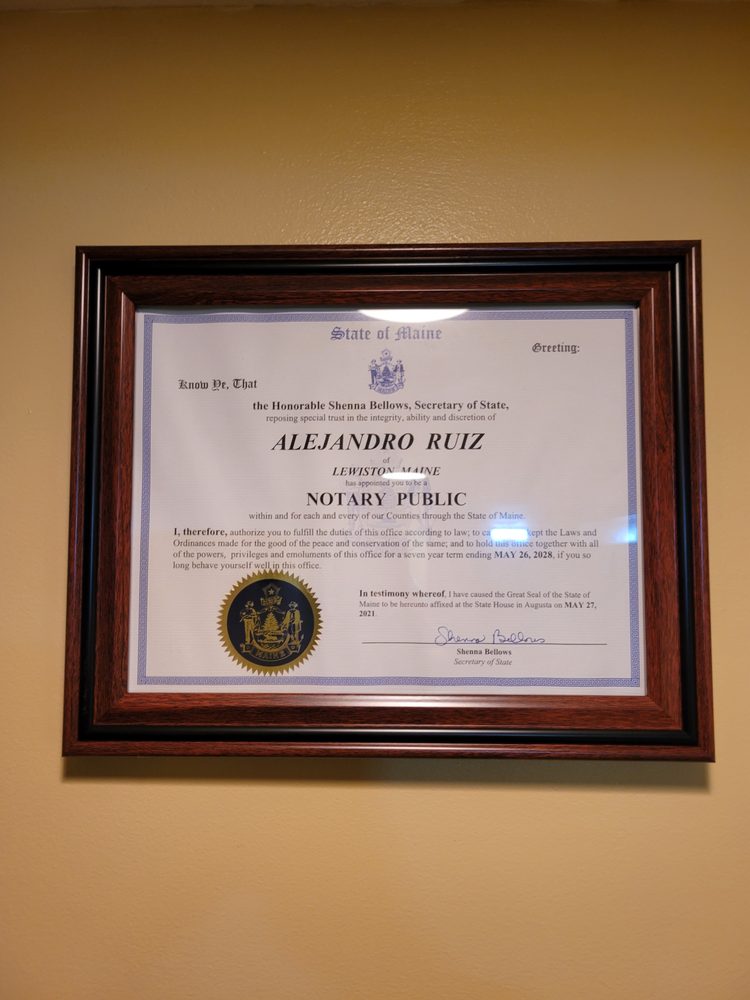 State of Maine
Greeting:
Know Ye, That
the Honorable Shenna Bellows, Secretary of State,
reposing special trust in the integrity, ability and discretion of
ALEJANDRO RUIZ
of
LEWISTON MAINE
has appointed you to be a
NOTARY PUBLIC
within and for each and every of our Counties through the State of Maine.
I, therefore, authorize you to fulfill the duties of this office according to law; to kept the Laws and
Ordinances made for the good of the peace and conservation of the same; and to hold this office together with all
of the powers, privileges and emoluments of this office for a seven year term ending MAY 26, 2028, if you so
long behave yourself well in this office.
In testimony whereof, I have caused the Great Seal of the State of
Maine to be hereunto affixed at the State House in Augusta on MAY 27,
2021.
Shenna Bellows
Shenna Bellows
Secretary of State
MAINE